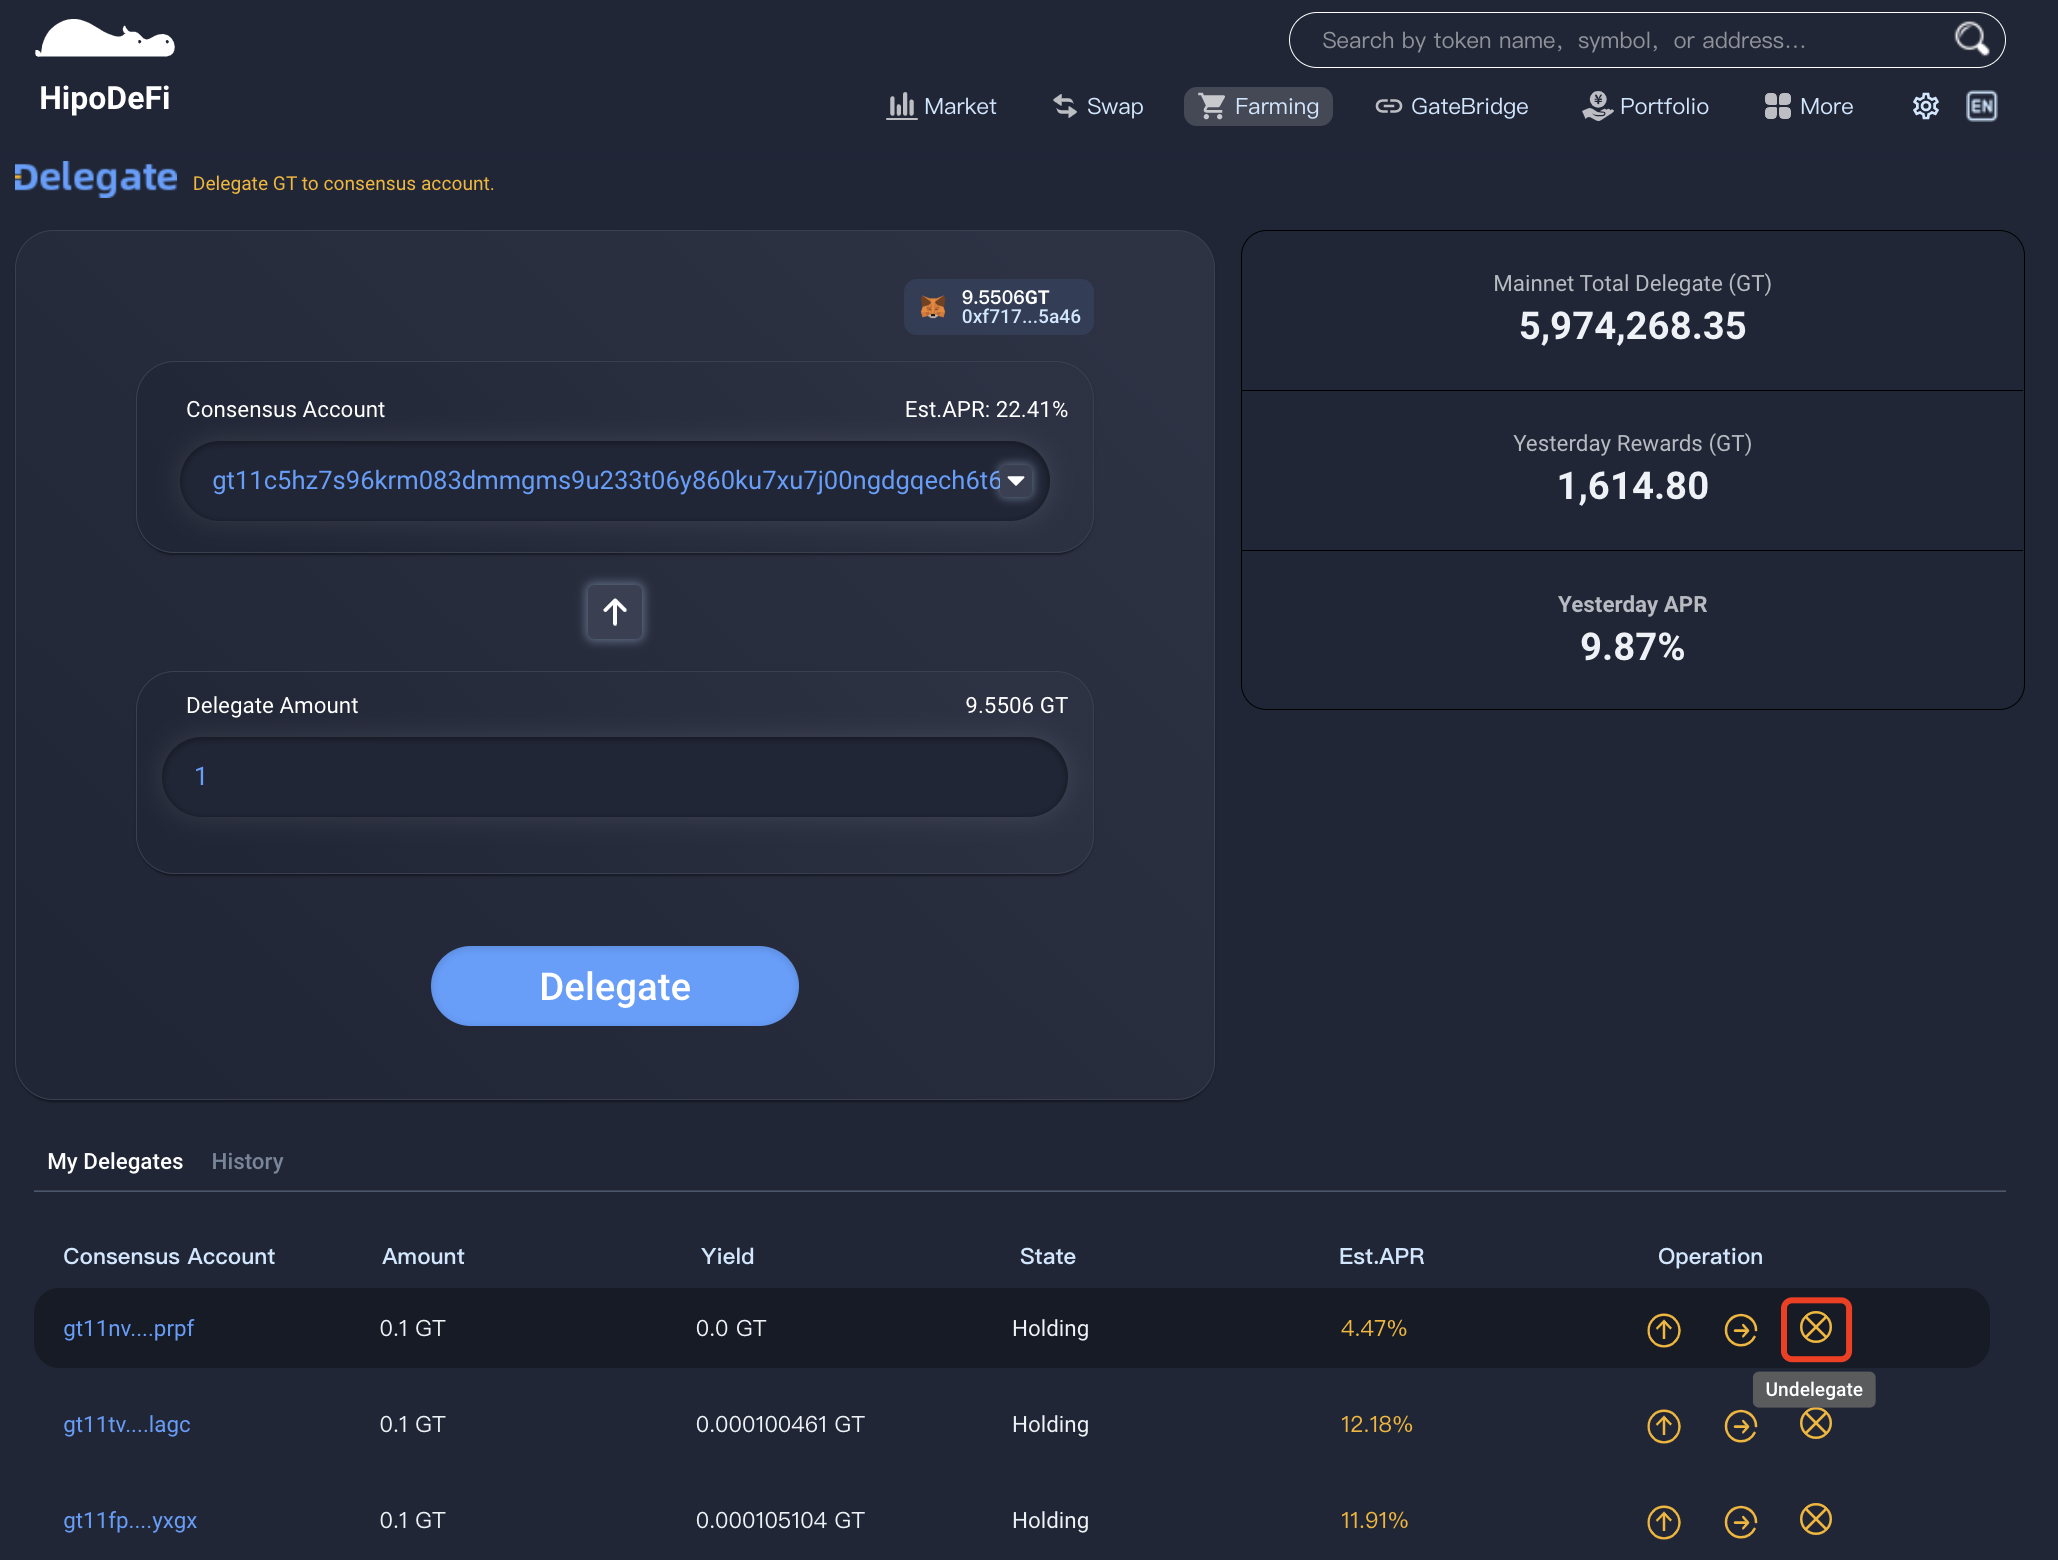 HipoDeFi
Search by token name, symbol, or address...
Market
Swap
Farming
GateBridge
Portfolio
More
EN
Delegate
Delegate GT to consensus account.
9.5506GT
0xf717...5a46
Consensus Account
Est.APR: 22.41%
gt11c5hz7s96krm083dmmgms9u233t06y860ku7xu7j00ngdgqech6t6
Delegate Amount
9.5506 GT
1
Delegate
Mainnet Total Delegate (GT)
5,974,268.35
Yesterday Rewards (GT)
1,614.80
Yesterday APR
9.87%
My Delegates
History
Consensus Account
Amount
Yield
State
Est.APR
Operation
gt11nv....prpf
0.1 GT
0.0 GT
Holding
4.47%
Undelegate
gt11tv....lagc
0.1 GT
0.000100461 GT
Holding
12.18%
gt11fp....yxgx
0.1 GT
0.000105104 GT
Holding
11.91%